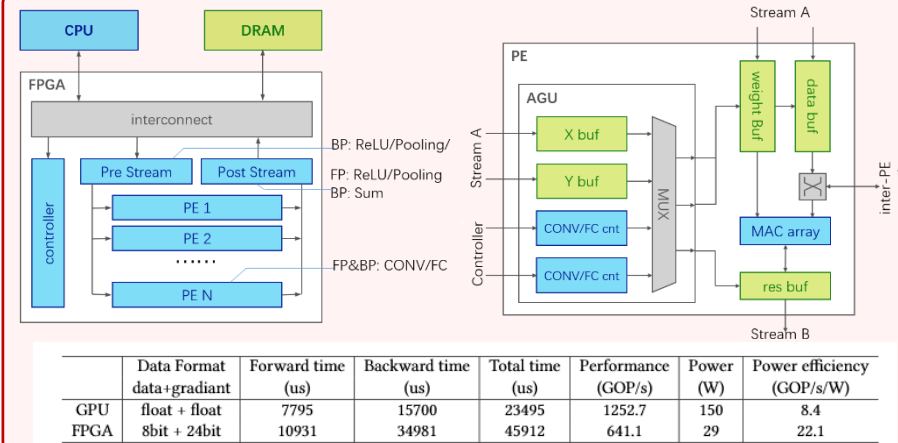 CPU
DRAM
FPGA
interconnect
controller
Pre Stream
Post Stream
PE 1
PE 2
······
PE N
BP: ReLU/Pooling/
FP: ReLU/Pooling
BP: Sum
FP&BP: CONV/FC
Stream A
PE
AGU
Stream A
X buf
Y buf
Controller
CONV/FC cnt
CONV/FC cnt
MUX
weight Buf
data buf
inter-PE
MAC array
res buf
Stream B
Data Format Forward time Backward time Total time Performance Power Power efficiency
data+gradiant (us) (us) (us) (GOP/s) (W) (GOP/s/W)
GPU float + float 7795 15700 23495 1252.7 150 8.4
FPGA 8bit + 24bit 10931 34981 45912 641.1 29 22.1